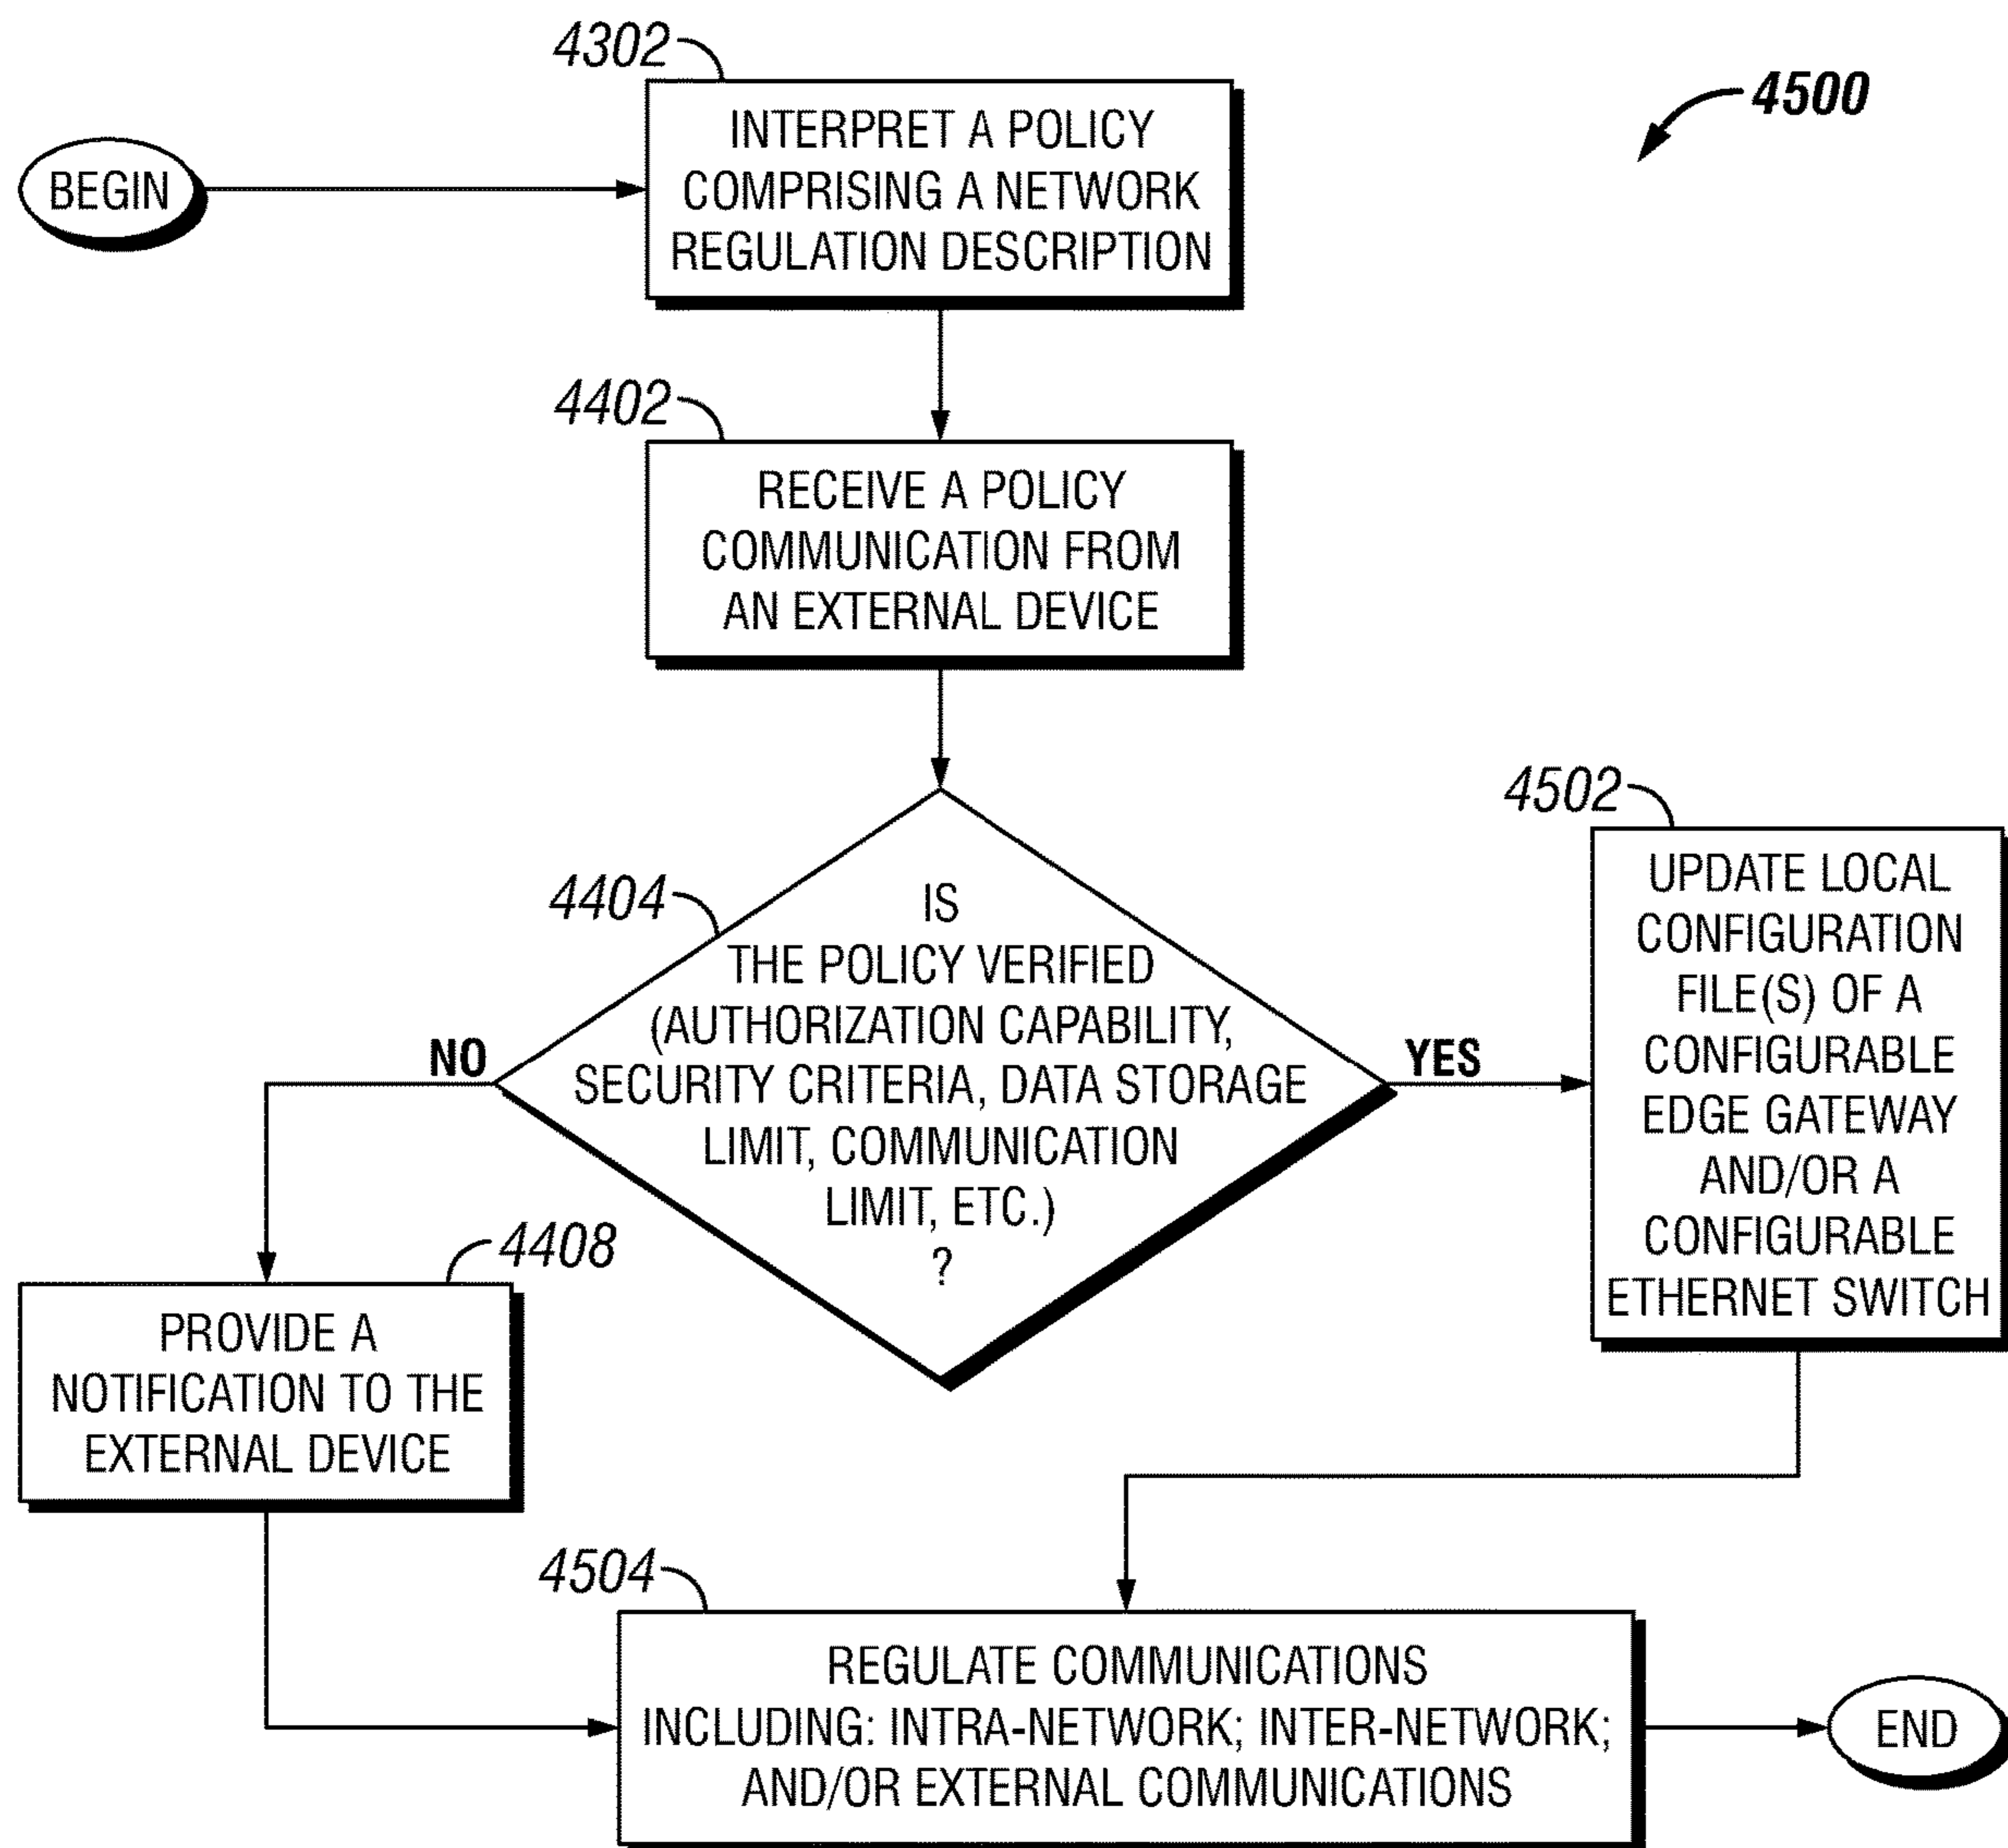 4302
4500
BEGIN
INTERPRET A POLICY
COMPRISING A NETWORK
REGULATION DESCRIPTION
4402
RECEIVE A POLICY
COMMUNICATION FROM
AN EXTERNAL DEVICE
4404
IS
THE POLICY VERIFIED
(AUTHORIZATION CAPABILITY,
SECURITY CRITERIA, DATA STORAGE
LIMIT, COMMUNICATION
LIMIT, ETC.)
?
NO
YES
4502
UPDATE LOCAL
CONFIGURATION
FILE(S) OF A
CONFIGURABLE
EDGE GATEWAY
AND/OR A
CONFIGURABLE
ETHERNET SWITCH
4408
PROVIDE A
NOTIFICATION TO THE
EXTERNAL DEVICE
4504
REGULATE COMMUNICATIONS
INCLUDING: INTRA-NETWORK; INTER-NETWORK;
AND/OR EXTERNAL COMMUNICATIONS
END